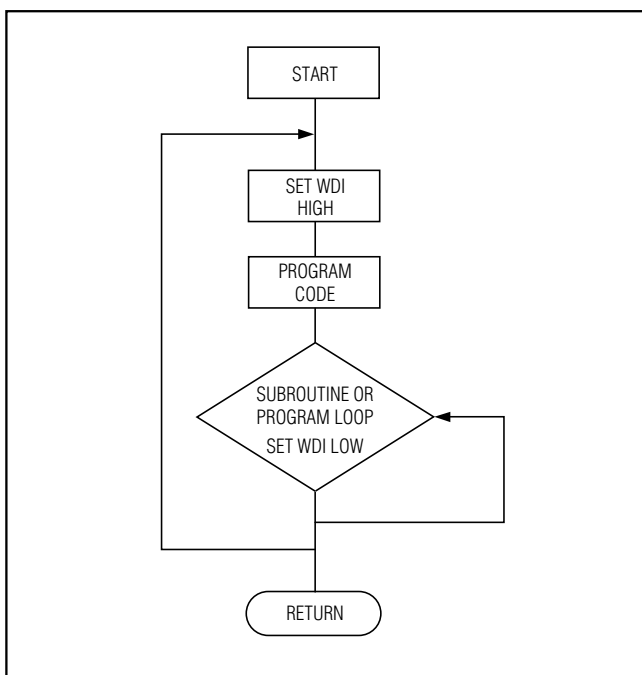 START
SET WDI
HIGH
PROGRAM
CODE
SUBROUTINE OR
PROGRAM LOOP
SET WDI LOW
RETURN